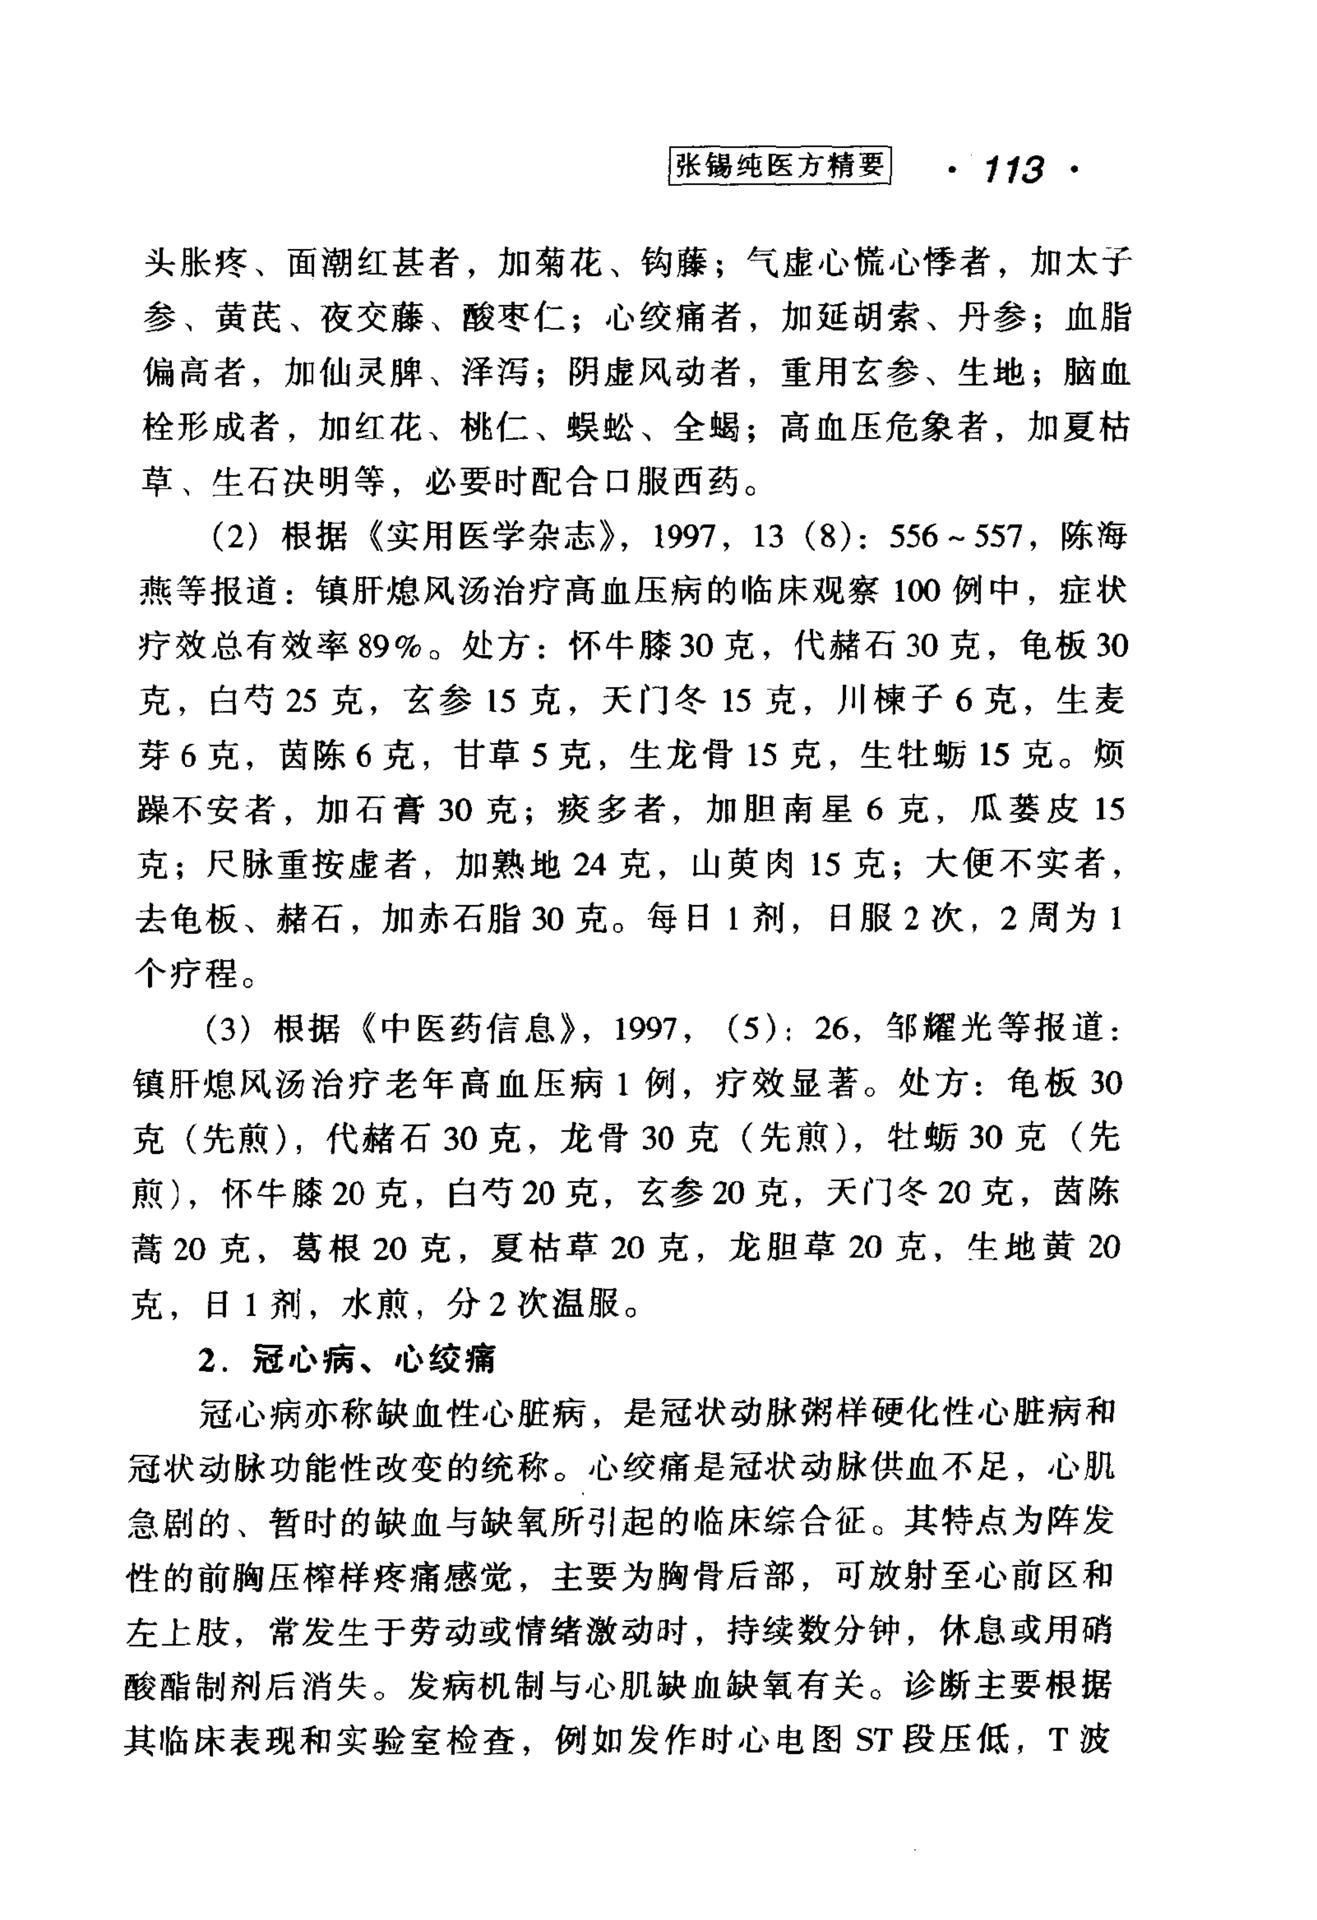 张锡纯医方精要 · 113 ·
头胀疼、面潮红甚者，加菊花、钩藤；气虚心慌心悸者，加太子
参、黄芪、夜交藤、酸枣仁；心绞痛者，加延胡索、丹参；血脂
偏高者，加仙灵脾、泽泻；阴虚风动者，重用玄参、生地；脑血
栓形成者，加红花、桃仁、蜈蚣、全蝎；高血压危象者，加夏枯
草、生石决明等，必要时配合口服西药。
（2）根据《实用医学杂志》，1997，13（8）：556～557，陈海
燕等报道：镇肝熄风汤治疗高血压病的临床观察 100 例中，症状
疗效总有效率 89%。处方：怀牛膝 30 克，代赭石 30 克，龟板 30
克，白芍 25 克，玄参 15 克，天门冬 15 克，川楝子 6 克，生麦
芽 6 克，茵陈 6 克，甘草 5 克，生龙骨 15 克，生牡蛎 15 克。烦
躁不安者，加石膏 30 克；痰多者，加胆南星 6 克，瓜蒌皮 15
克；尺脉重按虚者，加熟地 24 克，山萸肉 15 克；大便不实者，
去龟板、赭石，加赤石脂 30 克。每日 1 剂，日服 2 次，2 周为 1
个疗程。
（3）根据《中医药信息》，1997，（5）：26，邹耀光等报道：
镇肝熄风汤治疗老年高血压病 1 例，疗效显著。处方：龟板 30
克（先煎），代赭石 30 克，龙骨 30 克（先煎），牡蛎 30 克（先
煎），怀牛膝 20 克，白芍 20 克，玄参 20 克，天门冬 20 克，茵陈
蒿 20 克，葛根 20 克，夏枯草 20 克，龙胆草 20 克，生地黄 20
克，日 1 剂，水煎，分 2 次温服。
2．冠心病、心绞痛
冠心病亦称缺血性心脏病，是冠状动脉粥样硬化性心脏病和
冠状动脉功能性改变的统称。心绞痛是冠状动脉供血不足，心肌
急剧的、暂时的缺血与缺氧所引起的临床综合征。其特点为阵发
性的前胸压榨样疼痛感觉，主要为胸骨后部，可放射至心前区和
左上肢，常发生于劳动或情绪激动时，持续数分钟，休息或用硝
酸酯制剂后消失。发病机制与心肌缺血缺氧有关。诊断主要根据
其临床表现和实验室检查，例如发作时心电图 ST 段压低，T 波